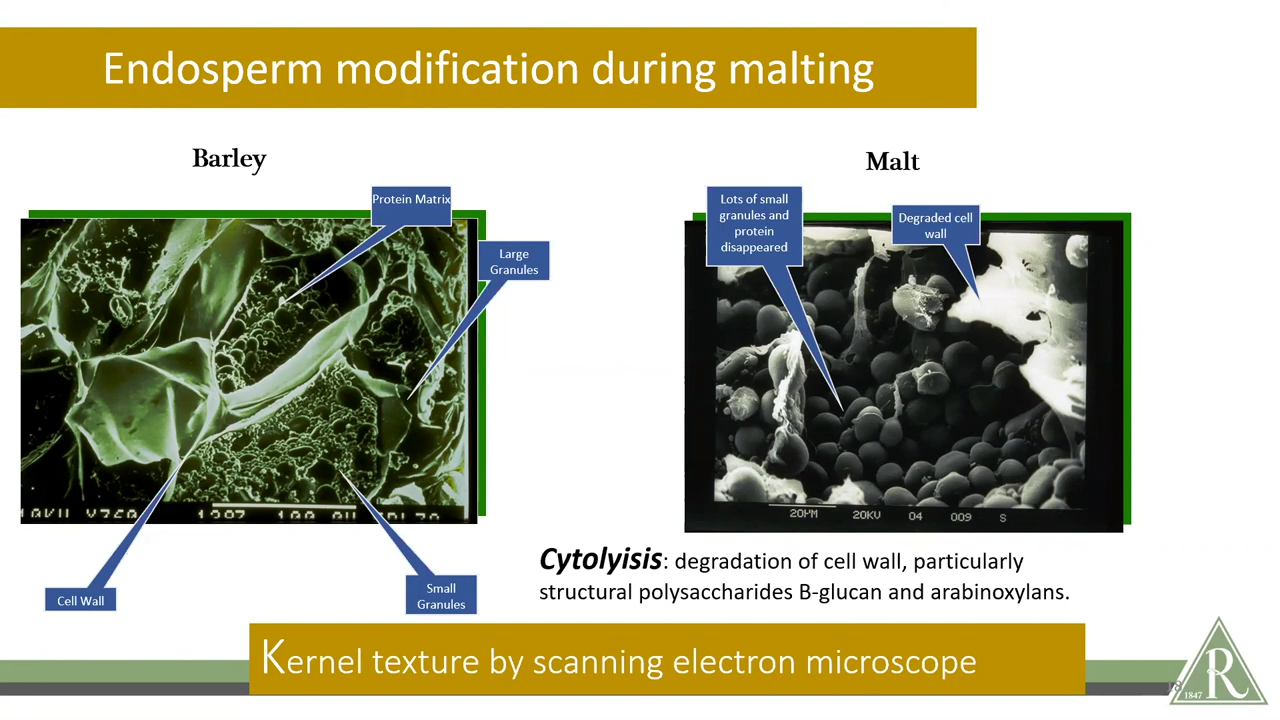 Endosperm modification during malting
Barley
Malt
Protein Matrix
Large
Granules
Lots of small
granules and
protein
disappeared
Degraded cell
wall
20µM 20KV 04 009 S
Cell Wall
Small
Granules
Cytolyisis: degradation of cell wall, particularly
structural polysaccharides B-glucan and arabinoxylans.
Kernel texture by scanning electron microscope
R
1847